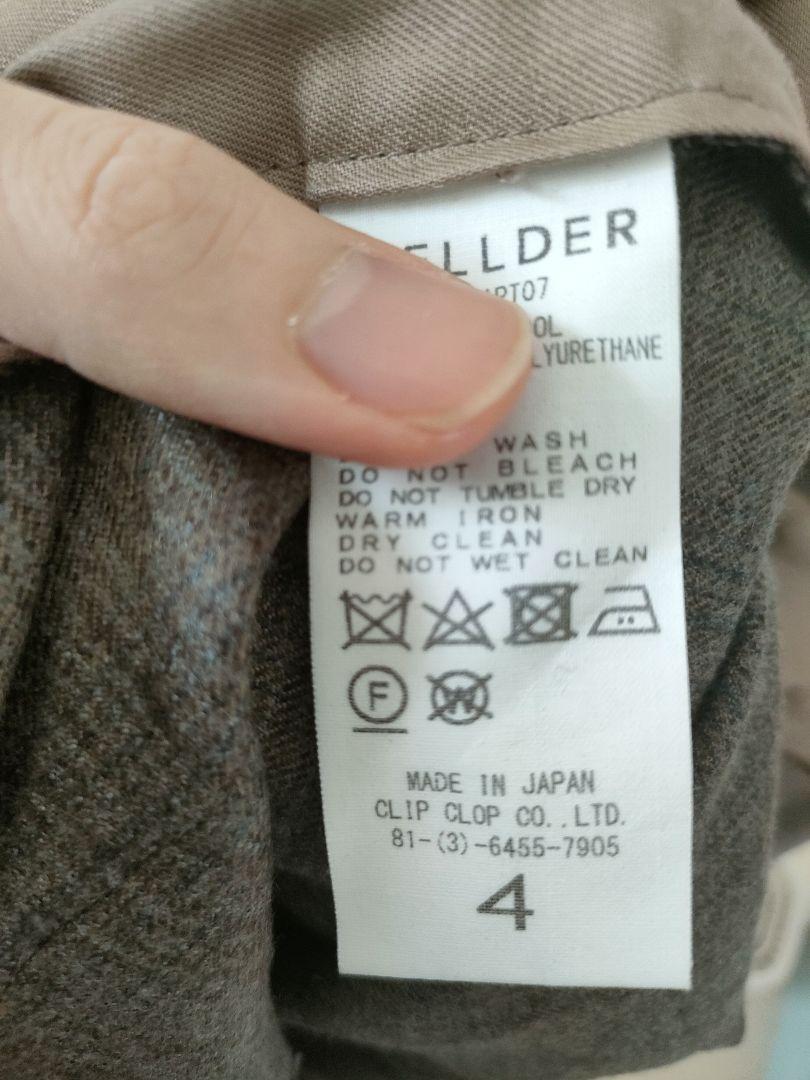 ELLDER
PT07
OL
LYURETHANE
WASH
DO NOT BLEACH
DO NOT TUMBLE DRY
WARM IRON
DRY CLEAN
DO NOT WET CLEAN
F
W
MADE IN JAPAN
CLIP CLOP CO.,LTD.
81-(3)-6455-7905
4